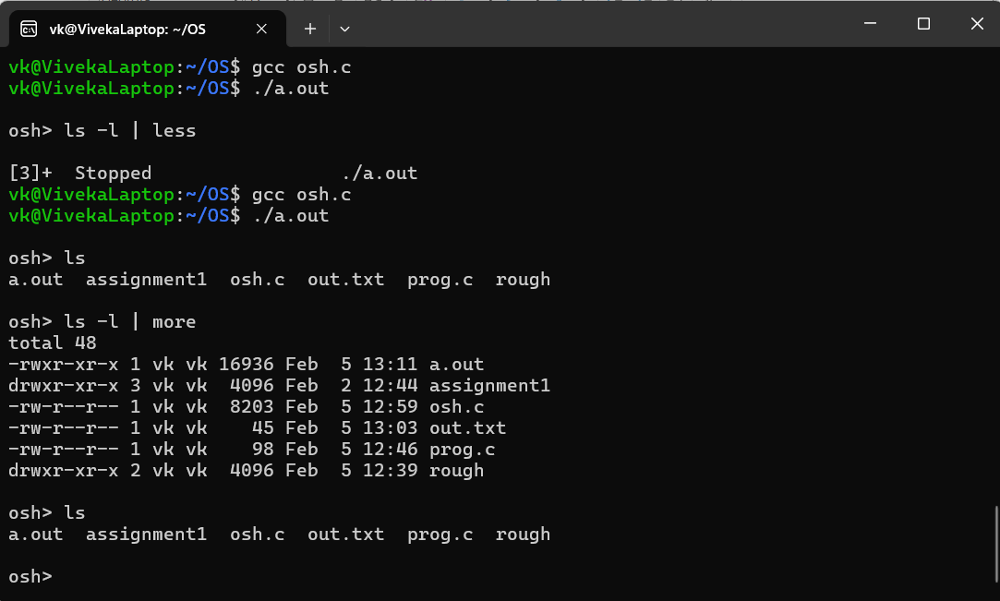 vk@VivekaLaptop: ~/OS
vk@VivekaLaptop:~/OS$ gcc osh.c
vk@VivekaLaptop:~/OS$ ./a.out
osh> ls -l | less
[3]+  Stopped                 ./a.out
vk@VivekaLaptop:~/OS$ gcc osh.c
vk@VivekaLaptop:~/OS$ ./a.out
osh> ls
a.out  assignment1  osh.c  out.txt  prog.c  rough
osh> ls -l | more
total 48
-rwxr-xr-x 1 vk vk 16936 Feb  5 13:11 a.out
drwxr-xr-x 3 vk vk  4096 Feb  2 12:44 assignment1
-rw-r--r-- 1 vk vk  8203 Feb  5 12:59 osh.c
-rw-r--r-- 1 vk vk    45 Feb  5 13:03 out.txt
-rw-r--r-- 1 vk vk    98 Feb  5 12:46 prog.c
drwxr-xr-x 2 vk vk  4096 Feb  5 12:39 rough
osh> ls
a.out  assignment1  osh.c  out.txt  prog.c  rough
osh>